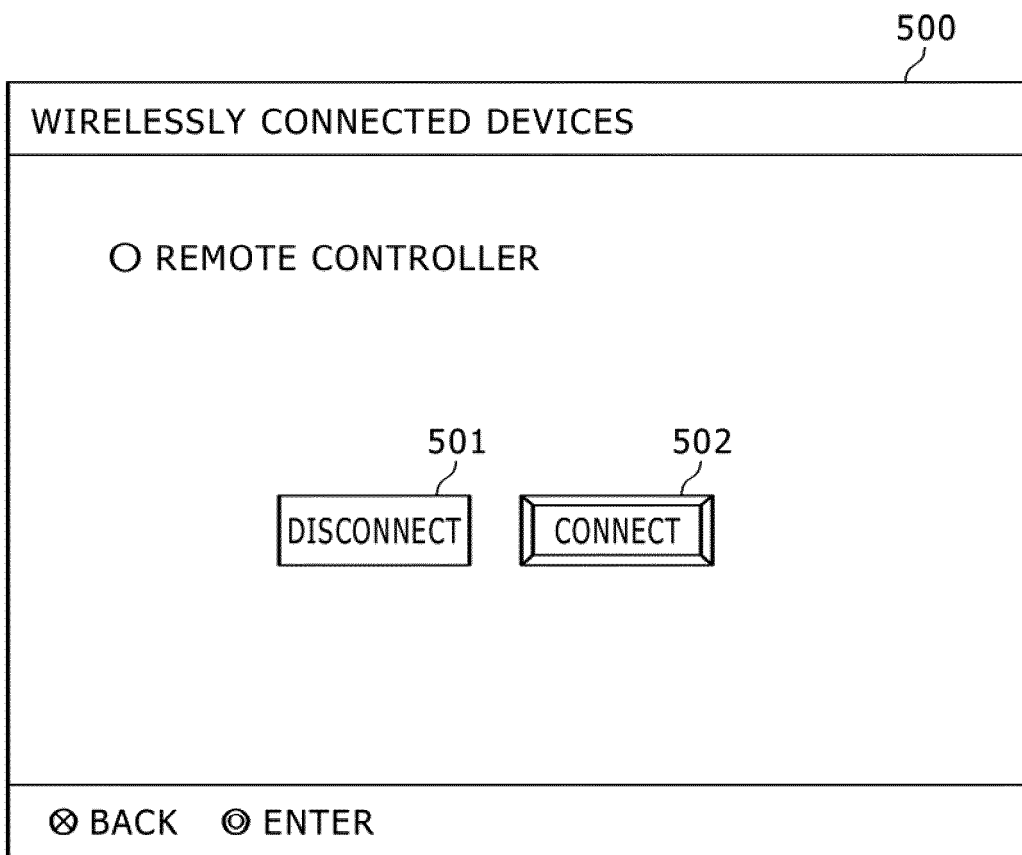 500
WIRELESSLY CONNECTED DEVICES
REMOTE CONTROLLER
501 502
DISCONNECT CONNECT
BACK ENTER